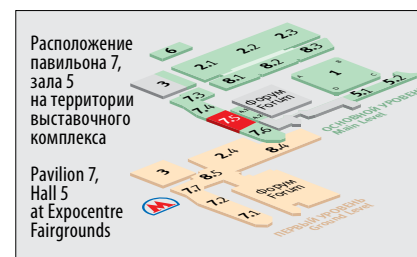 Расположение
павильона 7,
зала 5
на территории
выставочного
комплекса
Pavilion 7,
Hall 5
at Expocentre
Fairgrounds
6
2.1
2.2
2.3
8.1
8.2
8.3
3
7.3
7.4
7.5
7.6
Форум
Forum
A
B
C
D
1
5.1
5.2
ОСНОВНОЙ УРОВЕНЬ
Main Level
3
2.4
8.4
8.5
7.7
7.2
7.1
Форум
Forum
ПЕРВЫЙ УРОВЕНЬ
Ground Level
М